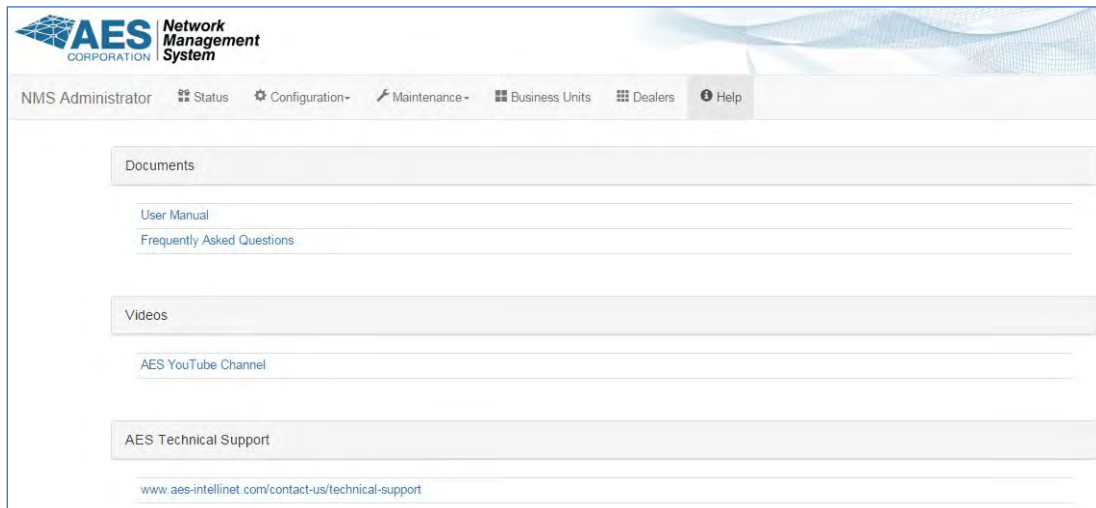 AES
CORPORATION
Network
Management
System
NMS Administrator Status Configuration Maintenance Business Units Dealers Help
Documents
User Manual
Frequently Asked Questions
Videos
AES YouTube Channel
AES Technical Support
www.aes-intellinet.com/contact-us/technical-support